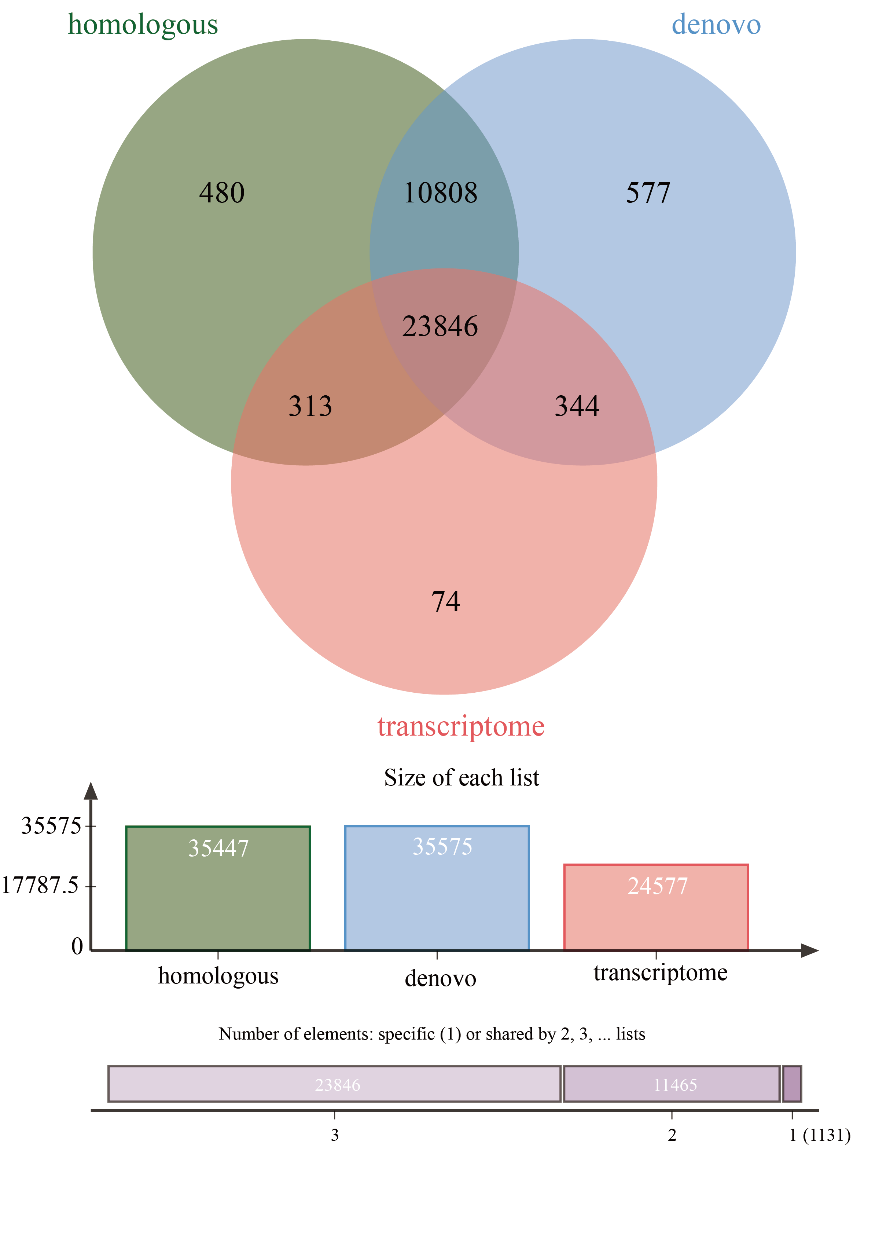 homologous denovo
480 10808 577
23846
313 344
74
transcriptome
Size of each list
35575
17787.5
0
35447 35575 24577
homologous denovo transcriptome
Number of elements: specific (1) or shared by 2, 3, ... lists
23846 11465
3 2 1 (1131)